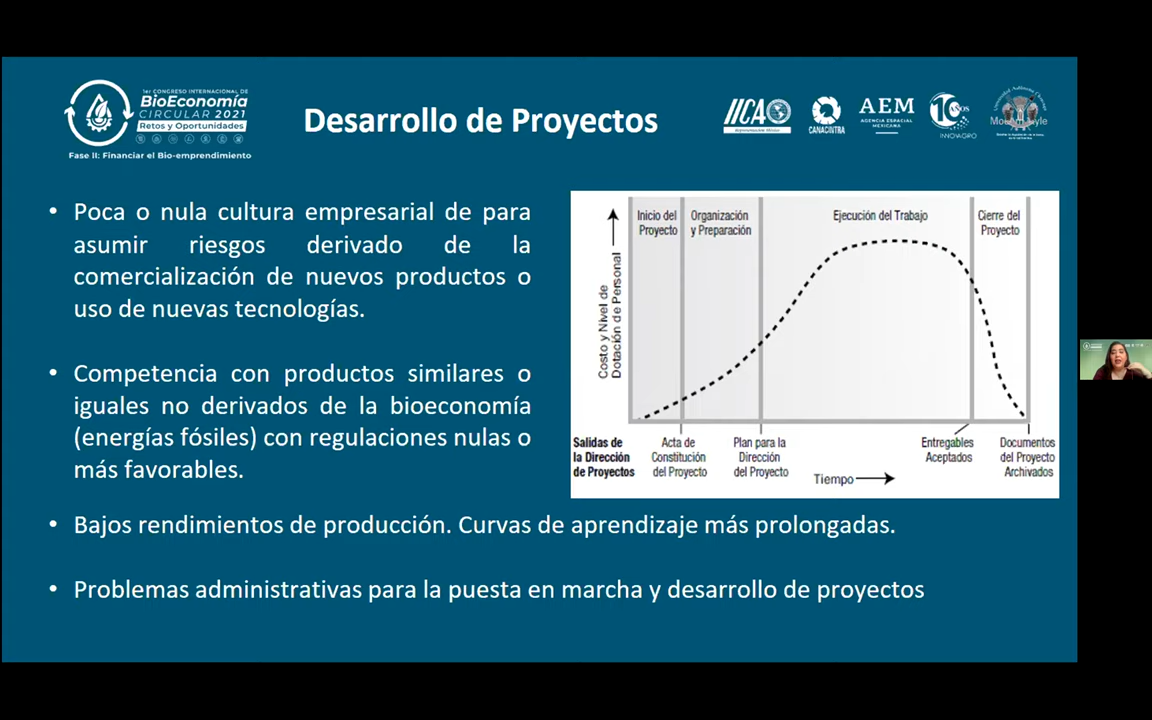 1er CONGRESO INTERNACIONAL DE
BioEconomía
CIRCULAR 2021
Retos y Oportunidades
Fase II: Financiar el Bio-emprendimiento
Desarrollo de Proyectos
IICA
Representación México
CANACINTRA
AEM
AGENCIA ESPACIAL
MEXICANA
10 AÑOS
INNOVAGRO
• Poca o nula cultura empresarial de para
asumir riesgos derivado de la
comercialización de nuevos productos o
uso de nuevas tecnologías.
• Competencia con productos similares o
iguales no derivados de la bioeconomía
(energías fósiles) con regulaciones nulas o
más favorables.
• Bajos rendimientos de producción. Curvas de aprendizaje más prolongadas.
• Problemas administrativas para la puesta en marcha y desarrollo de proyectos
Inicio del
Proyecto
Organización
y Preparación
Ejecución del Trabajo
Cierre del
Proyecto
Costo y Nivel de
Dotación de Personal
Salidas de
la Dirección
de Proyectos
Acta de
Constitución
del Proyecto
Plan para la
Dirección
del Proyecto
Entregables
Aceptados
Documentos
del Proyecto
Archivados
Tiempo